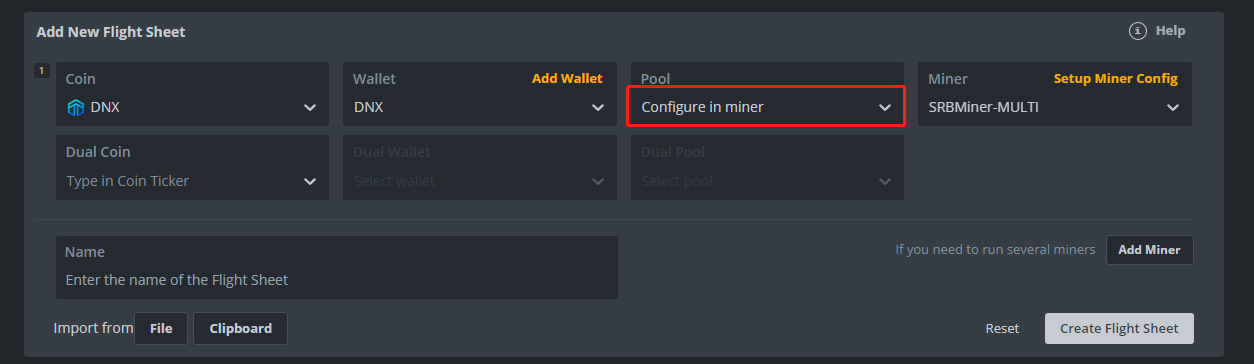 Add New Flight Sheet
i Help
1
Coin
DNX
Wallet Add Wallet
DNX
Pool
Configure in miner
Miner Setup Miner Config
SRBMiner-MULTI
Dual Coin
Type in Coin Ticker
Dual Wallet
Select wallet
Dual Pool
Select pool
Name
Enter the name of the Flight Sheet
If you need to run several miners Add Miner
Import from File Clipboard
Reset Create Flight Sheet